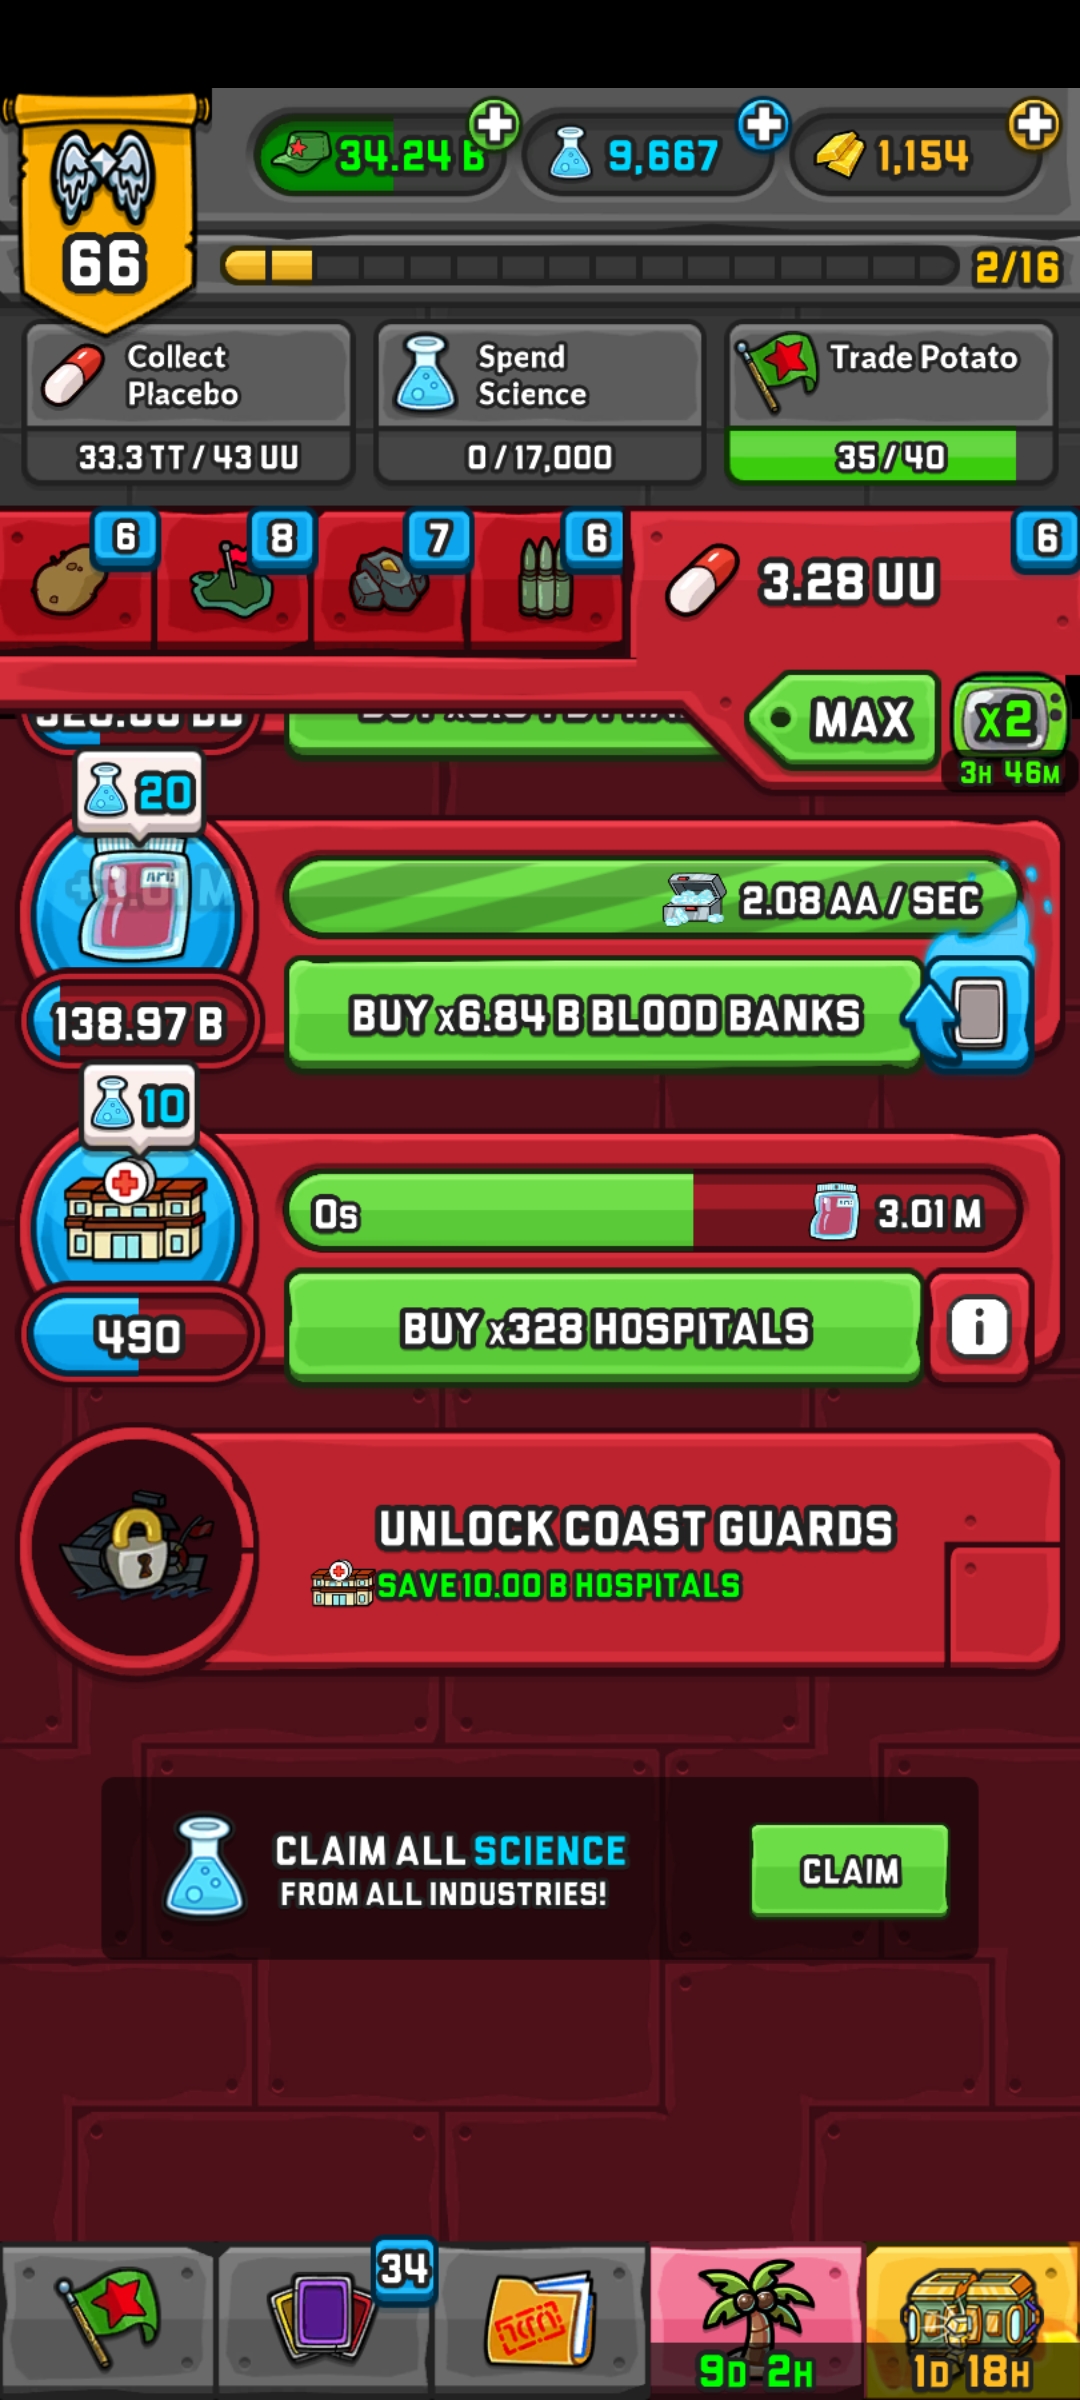 34.24 B
9,667
1,154
66
2/16
Collect
Placebo
33.3 TT / 43 UU
Spend
Science
0 / 17,000
Trade Potato
35 / 40
6
8
7
6
3.28 UU
6
MAX
x2
3H 46M
20
2.08 AA / SEC
138.97 B
BUY x6.84 B BLOOD BANKS
10
0s
3.01 M
490
BUY x328 HOSPITALS
i
UNLOCK COAST GUARDS
SAVE 10.00 B HOSPITALS
CLAIM ALL SCIENCE
FROM ALL INDUSTRIES!
CLAIM
34
9D 2H
1D 18H